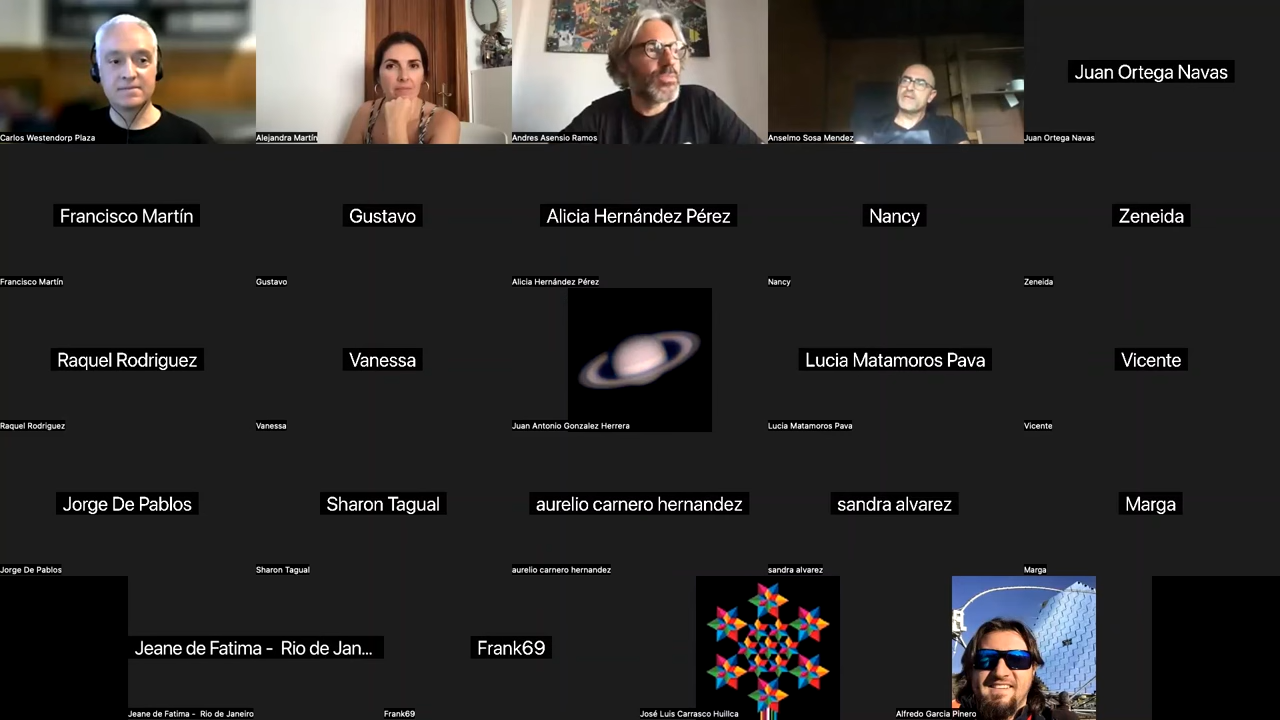 Carlos Westendorp Plaza
Alejandra Martín
Andres Asensio Ramos
Anselmo Sosa Mendez
Juan Ortega Navas
Juan Ortega Navas
Francisco Martín
Gustavo
Alicia Hernández Pérez
Nancy
Zeneida
Francisco Martín
Gustavo
Alicia Hernández Pérez
Nancy
Zeneida
Raquel Rodriguez
Vanessa
Lucia Matamoros Pava
Vicente
Raquel Rodriguez
Vanessa
Juan Antonio Gonzalez Herrera
Lucia Matamoros Pava
Vicente
Jorge De Pablos
Sharon Tagual
aurelio carnero hernandez
sandra alvarez
Marga
Jorge De Pablos
Sharon Tagual
aurelio carnero hernandez
sandra alvarez
Marga
Jeane de Fatima - Rio de Jan...
Frank69
Jeane de Fatima - Rio de Janeiro
Frank69
José Luis Carrasco Huillca
Alfredo Garcia Pinero